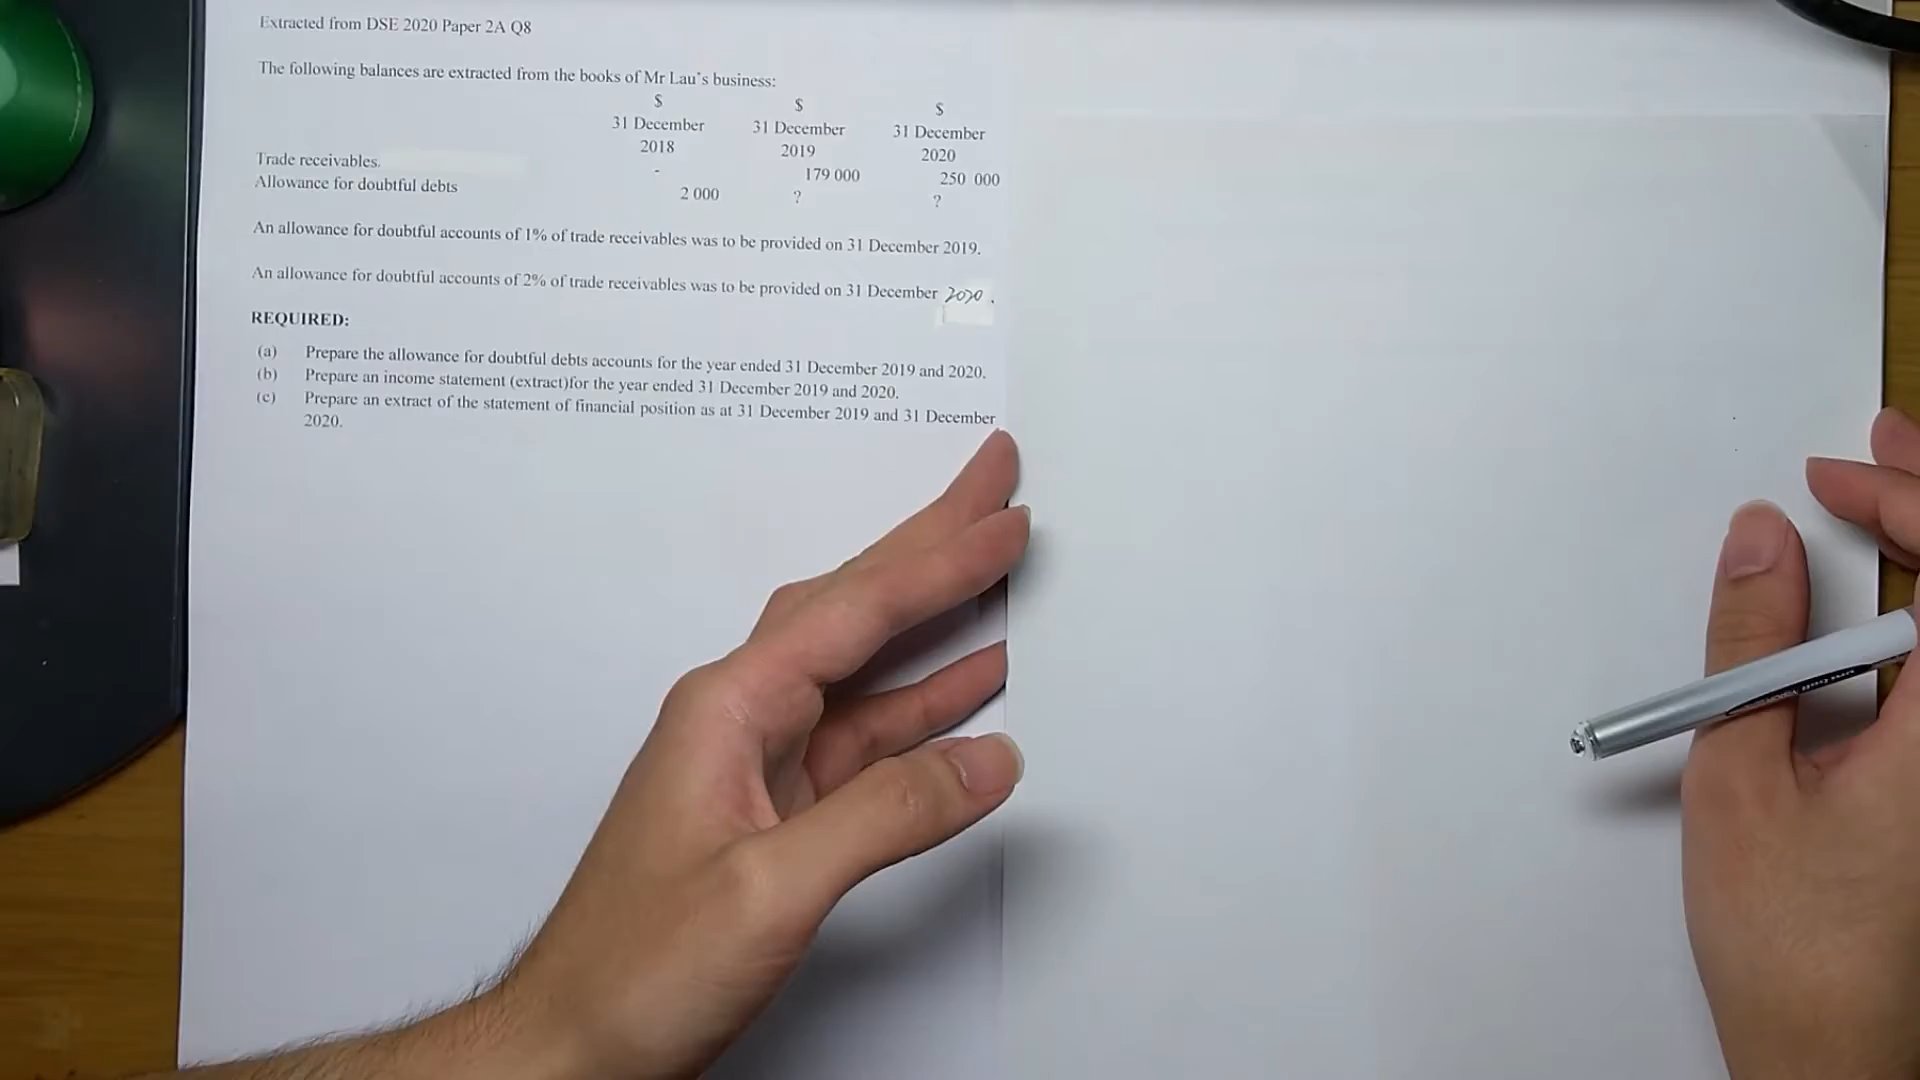 Extracted from DSE 2020 Paper 2A Q8
The following balances are extracted from the books of Mr Lau's business:
$ $ $
31 December 31 December 31 December
2018 2019 2020
Trade receivables. - 179 000 250 000
Allowance for doubtful debts 2 000 ? ?
An allowance for doubtful accounts of 1% of trade receivables was to be provided on 31 December 2019.
An allowance for doubtful accounts of 2% of trade receivables was to be provided on 31 December 2020.
REQUIRED:
(a) Prepare the allowance for doubtful debts accounts for the year ended 31 December 2019 and 2020.
(b) Prepare an income statement (extract)for the year ended 31 December 2019 and 2020.
(c) Prepare an extract of the statement of financial position as at 31 December 2019 and 31 December
2020.